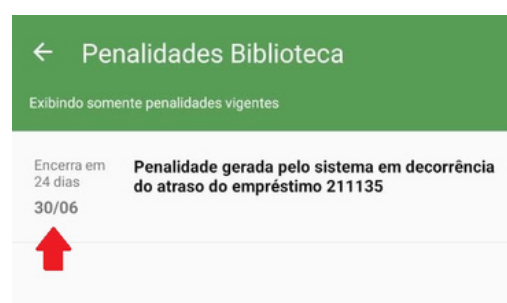 Penalidades Biblioteca
Exibindo somente penalidades vigentes
Encerra em
24 dias
30/06
Penalidade gerada pelo sistema em decorrência
do atraso do empréstimo 211135